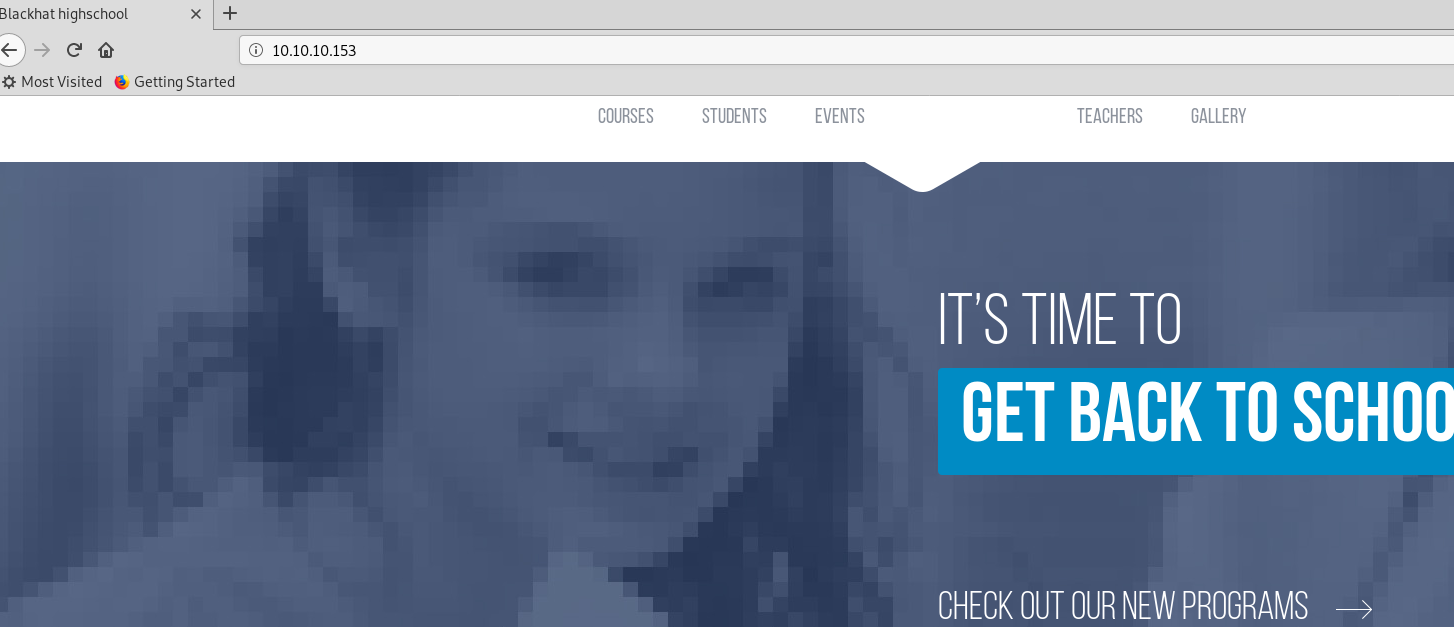 Blackhat highschool
10.10.10.153
Most Visited Getting Started
COURSES STUDENTS EVENTS TEACHERS GALLERY
IT'S TIME TO
GET BACK TO SCHOO
CHECK OUT OUR NEW PROGRAMS